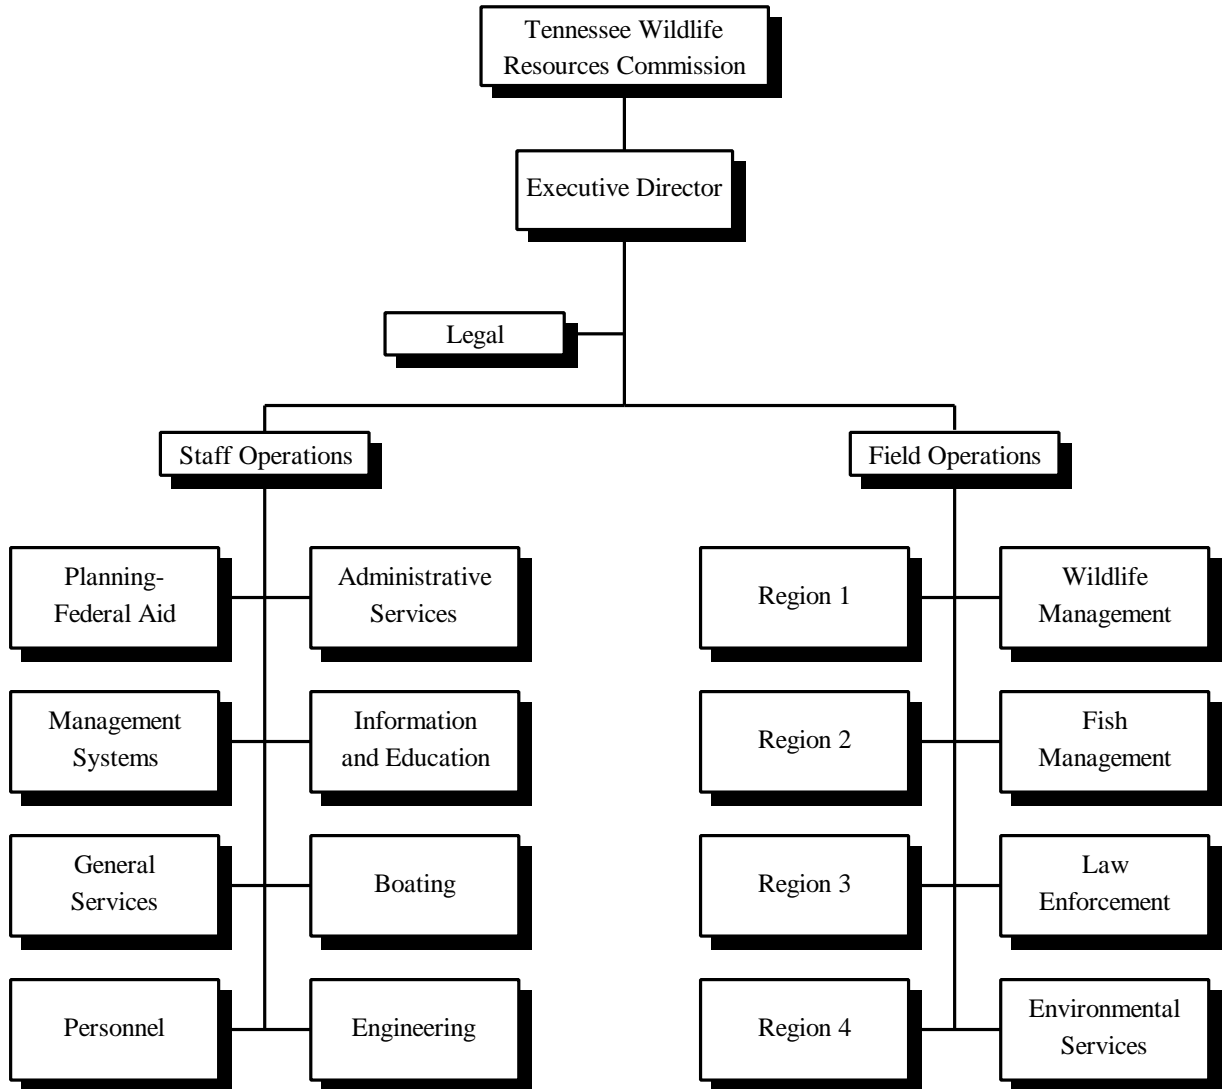 Tennessee Wildlife
Resources Commission
Executive Director
Legal
Staff Operations
Field Operations
Planning-
Federal Aid
Administrative
Services
Region 1
Wildlife
Management
Management
Systems
Information
and Education
Region 2
Fish
Management
General
Services
Boating
Region 3
Law
Enforcement
Personnel
Engineering
Region 4
Environmental
Services